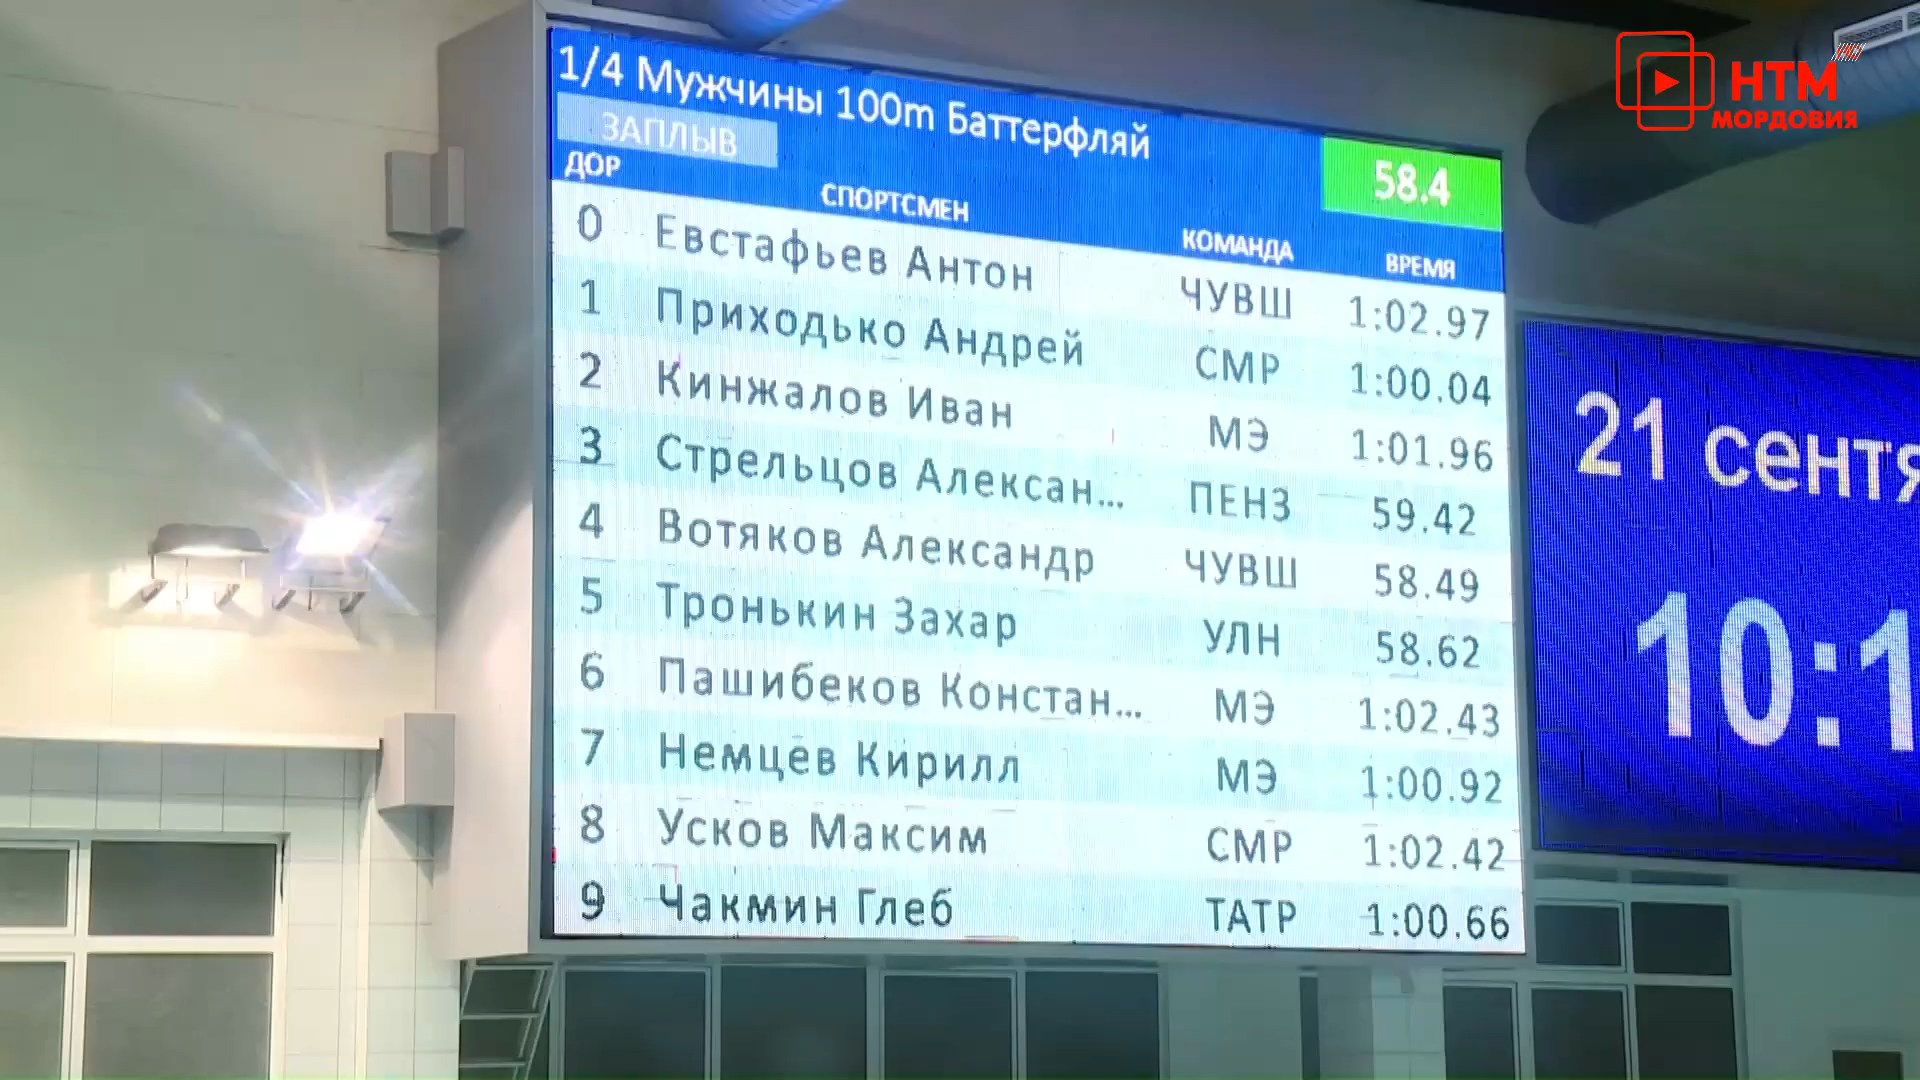 1/4 Мужчины 100m Баттерфляй
ЗАПЛЫВ 58.4
ДОР СПОРТСМЕН КОМАНДА ВРЕМЯ
0 Евстафьев Антон ЧУВШ 1:02.97
1 Приходько Андрей СМР 1:00.04
2 Кинжалов Иван МЭ 1:01.96
3 Стрельцов Алексан... ПЕНЗ 59.42
4 Вотяков Александр ЧУВШ 58.49
5 Тронькин Захар УЛН 58.62
6 Пашибеков Констан... МЭ 1:02.43
7 Немцев Кирилл МЭ 1:00.92
8 Усков Максим СМР 1:02.42
9 Чакмин Глеб ТАТР 1:00.66
21 сентя
10:1
НТМ
МОРДОВИЯ